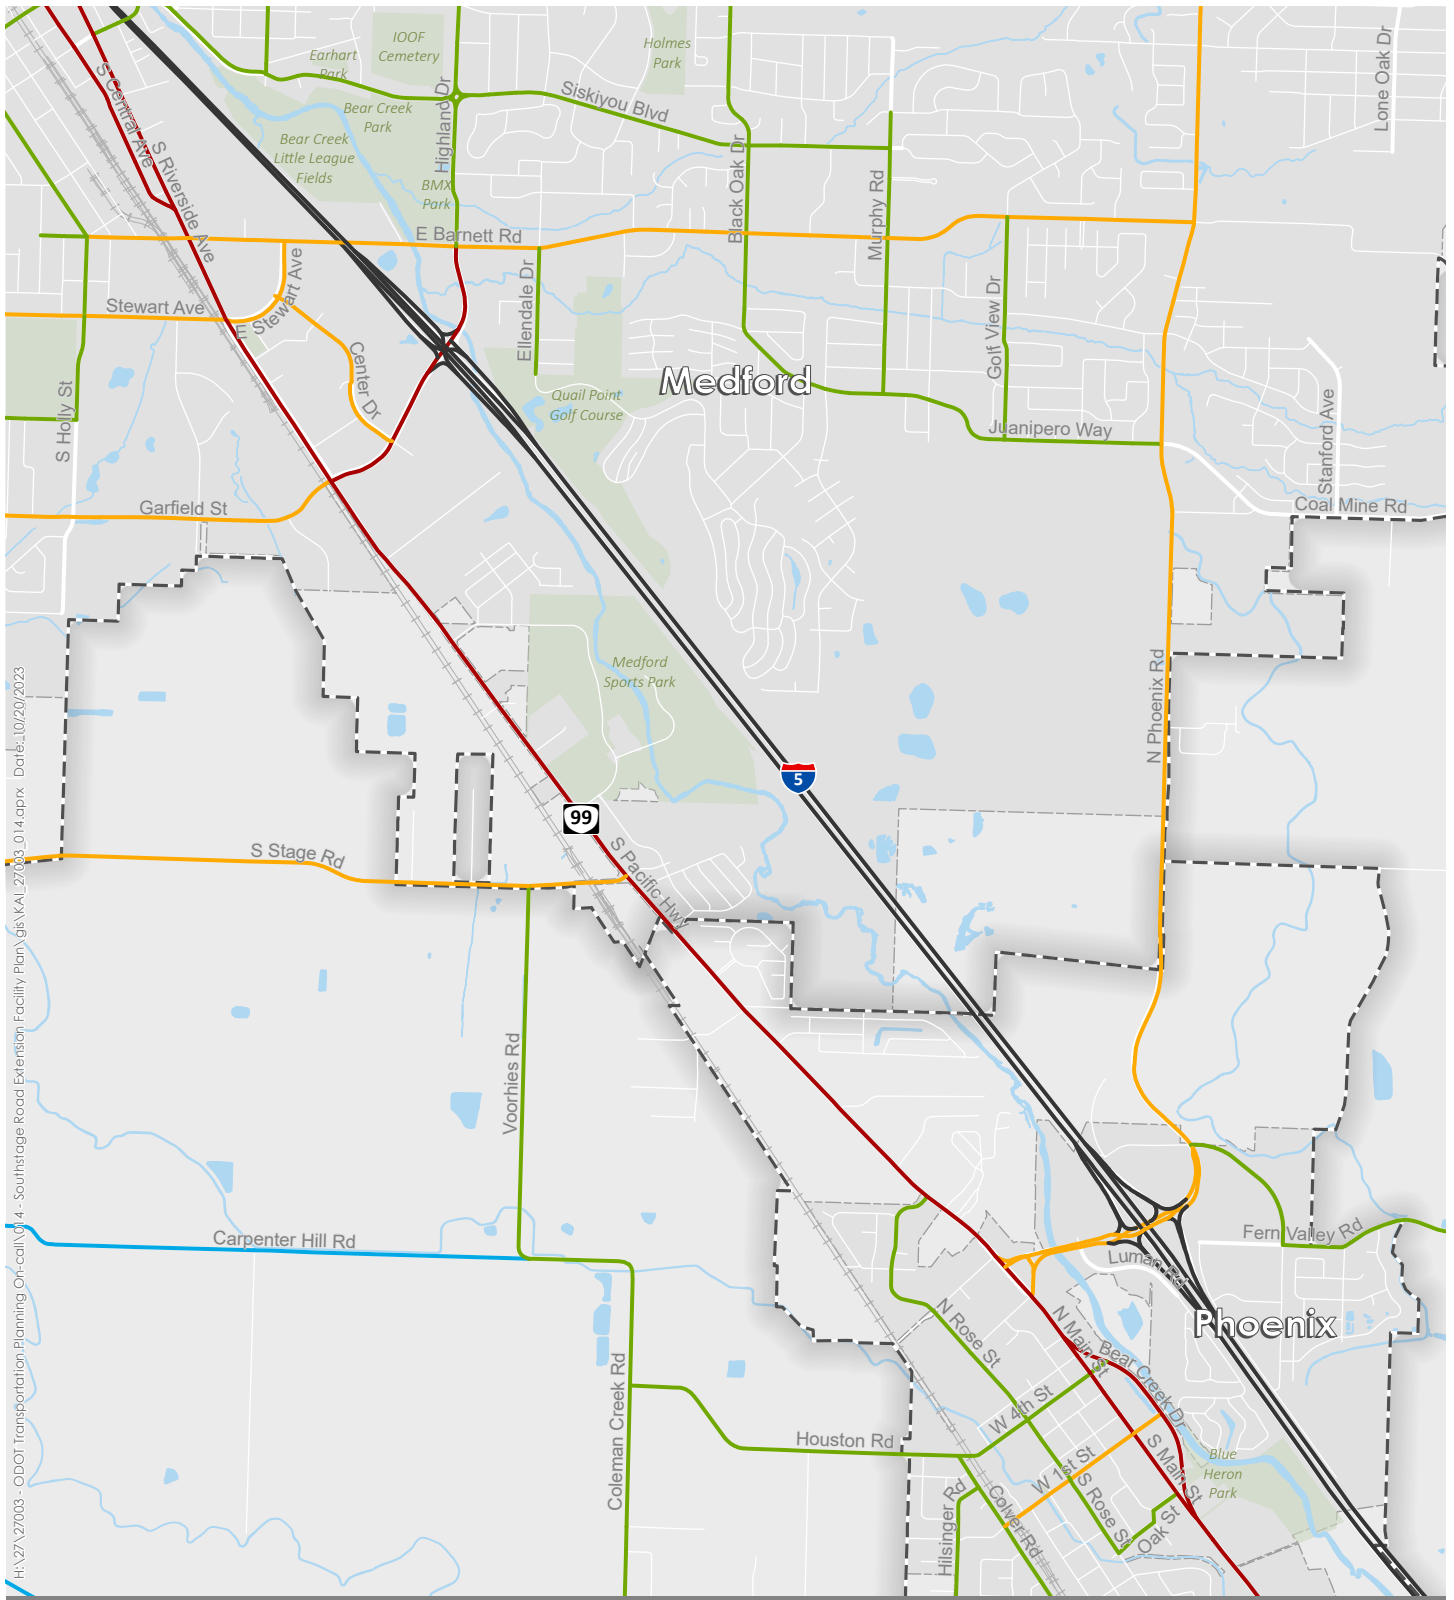 IOOF
Cemetery
Holmes
Park
Earhart
Park
Lone Oak Dr
S Central Ave
Highland Dr
Siskiyou Blvd
Bear Creek
Park
Bear Creek
Little League
Fields
S Riverside Ave
BMX
Park
Black Oak Dr
Murphy Rd
E Barnett Rd
Stewart Ave
E Stewart Ave
Ellendale Dr
Golf View Dr
Center Dr
Medford
S Holly St
Quail Point
Golf Course
Juanipero Way
Stanford Ave
Garfield St
Coal Mine Rd
Medford
Sports Park
N Phoenix Rd
5
99
S Stage Rd
S Pacific Hwy
Voorhies Rd
Carpenter Hill Rd
Fern Valley Rd
Luman Rd
Phoenix
N Rose St
N Main St
Bear Creek Dr
Coleman Creek Rd
W 4th St
Houston Rd
W 1st St
S Main St
Blue
Heron
Park
S Rose St
Hilsinger Rd
Colver Rd
Oak St
H:\27\27003 - ODOT Transportation Planning On-call\014 - Southstage Road Extension Facility Plan\gis\KAI_27003_014.aprx Date: 10/20/2023